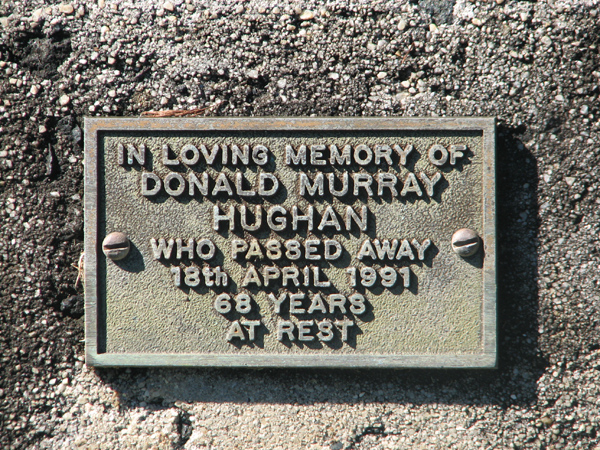 IN LOVING MEMORY OF
DONALD MURRAY
HUGHAN
WHO PASSED AWAY
18th APRIL 1991
68 YEARS
AT REST